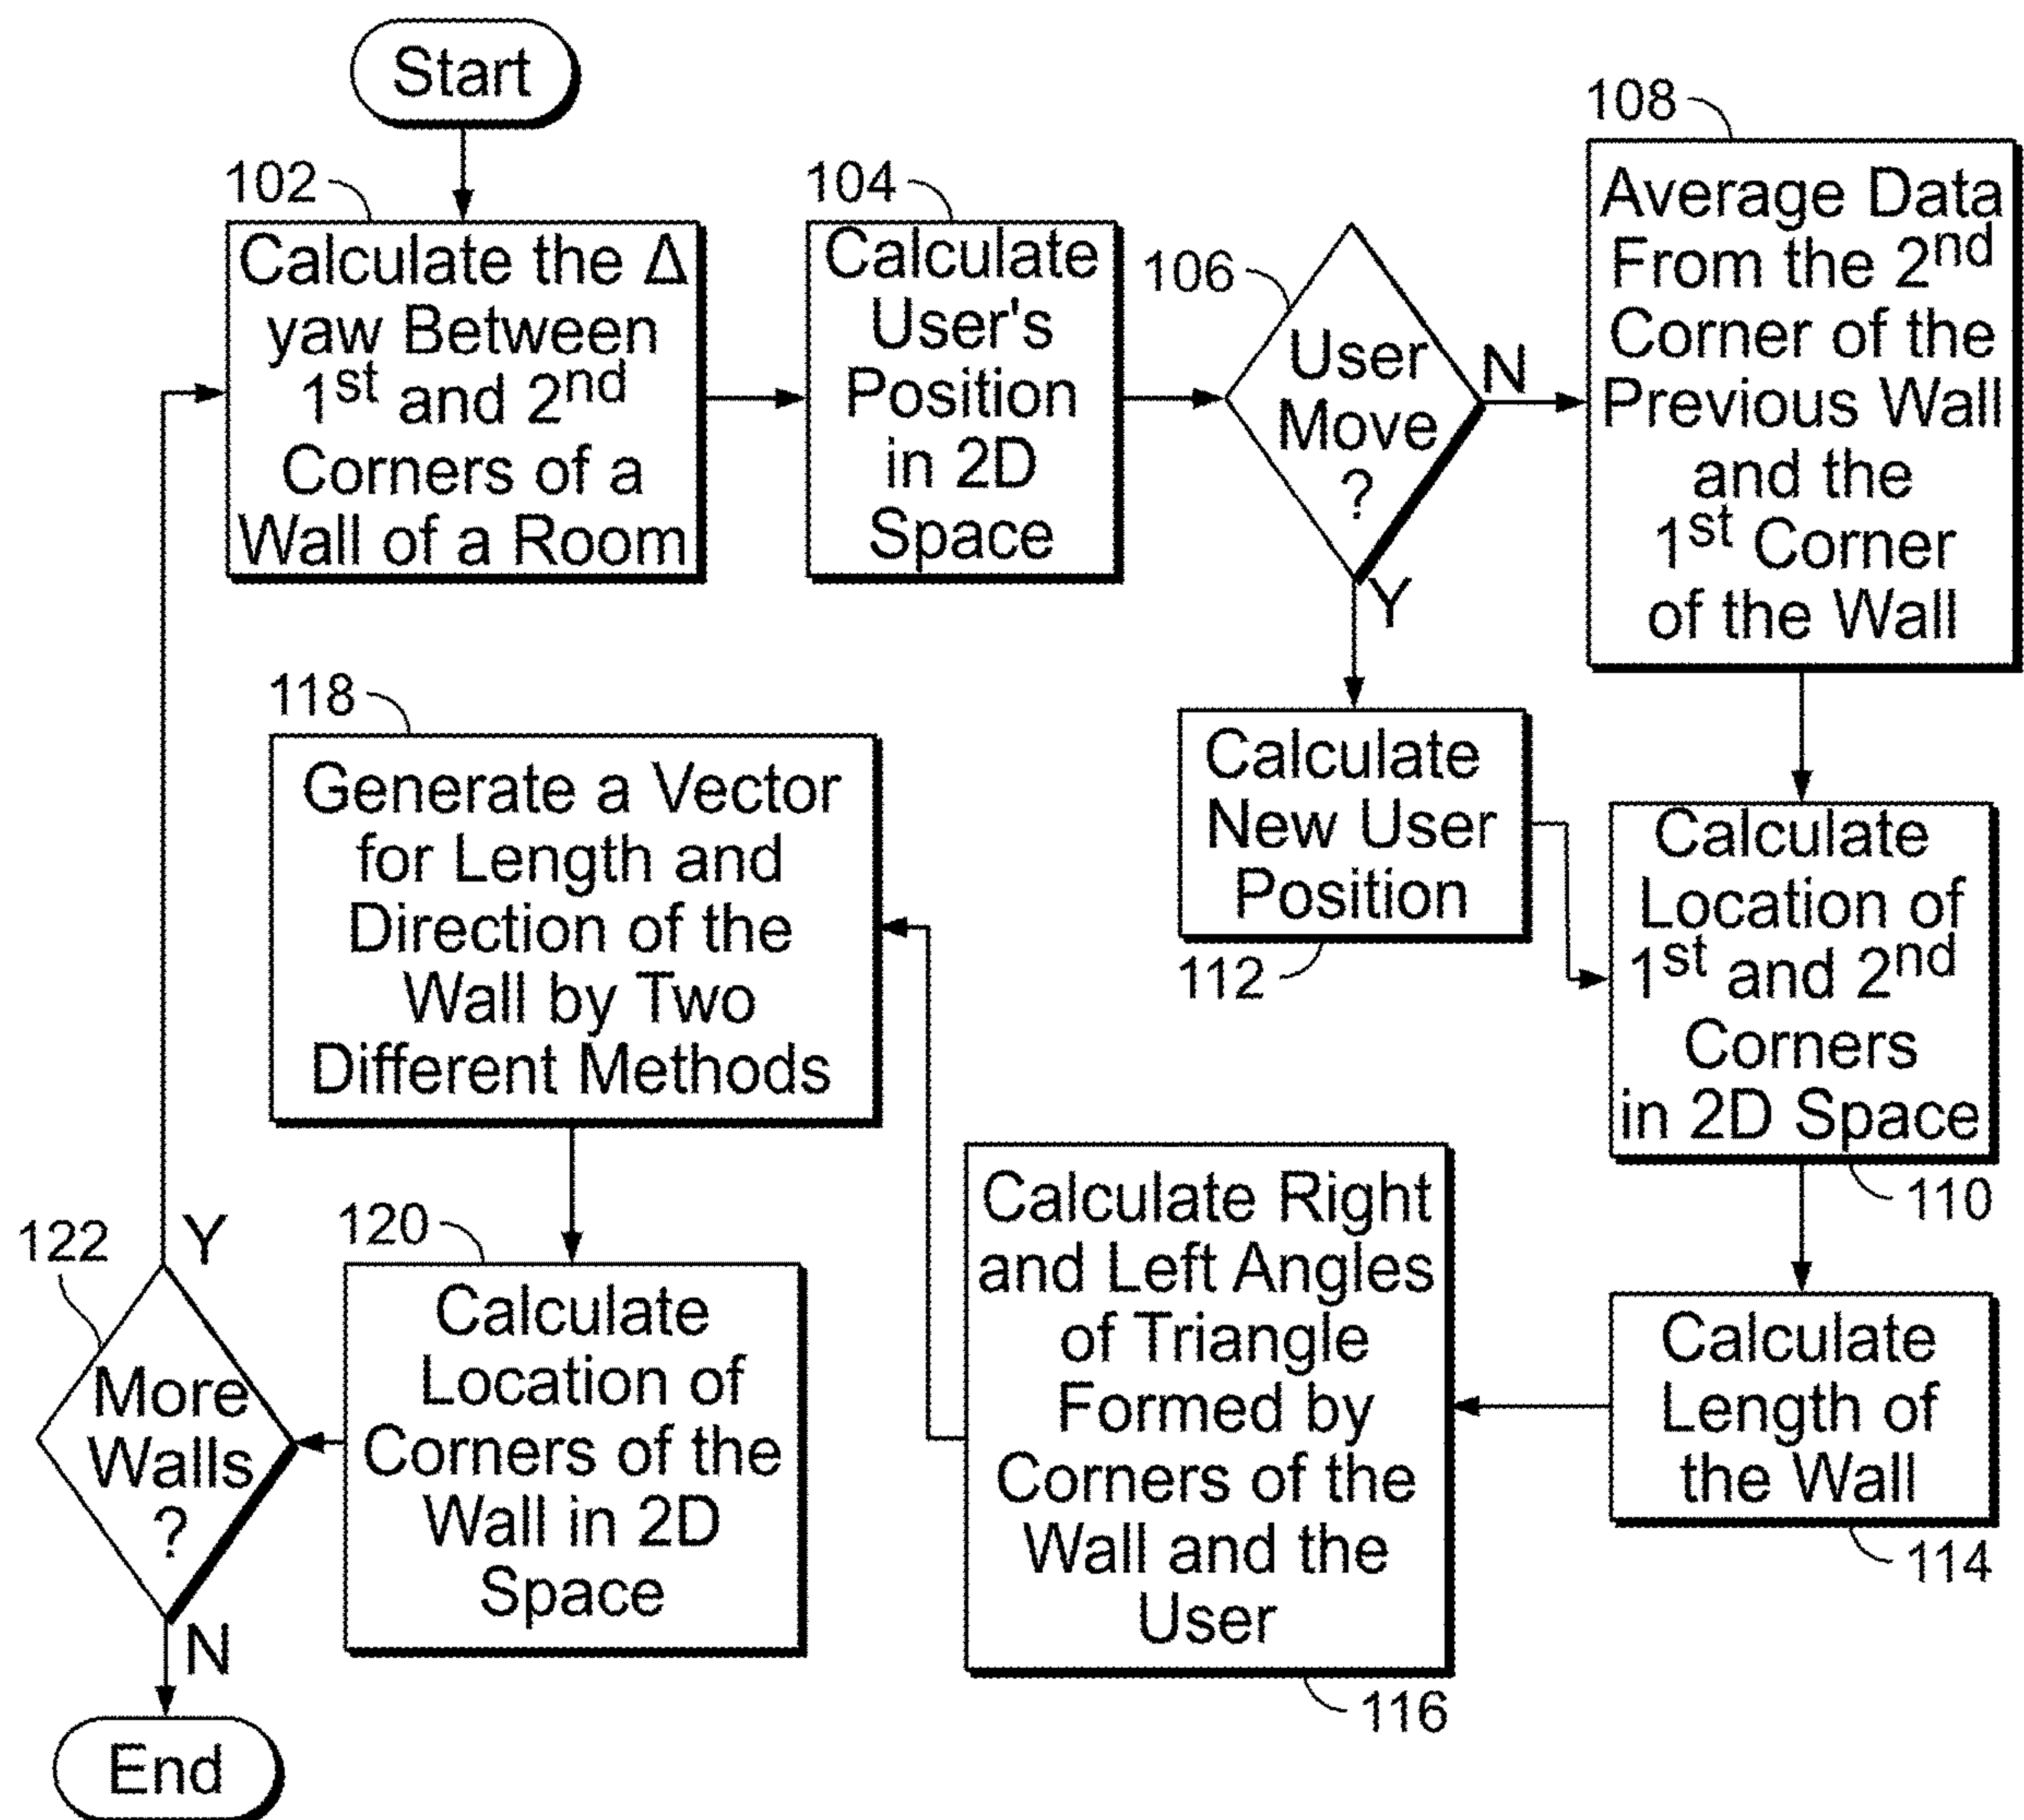 Start
102
Calculate the Δ
yaw Between
1st and 2nd
Corners of a
Wall of a Room
104
Calculate
User's
Position
in 2D
Space
106
User
Move
?
N
Y
108
Average Data
From the 2nd
Corner of the
Previous Wall
and the
1st Corner
of the Wall
112
Calculate
New User
Position
Calculate
Location of
1st and 2nd
Corners
in 2D Space
110
Calculate
Length of
the Wall
114
Calculate Right
and Left Angles
of Triangle
Formed by
Corners of the
Wall and the
User
116
118
Generate a Vector
for Length and
Direction of the
Wall by Two
Different Methods
120
Calculate
Location of
Corners of the
Wall in 2D
Space
122
More
Walls
?
Y
N
End